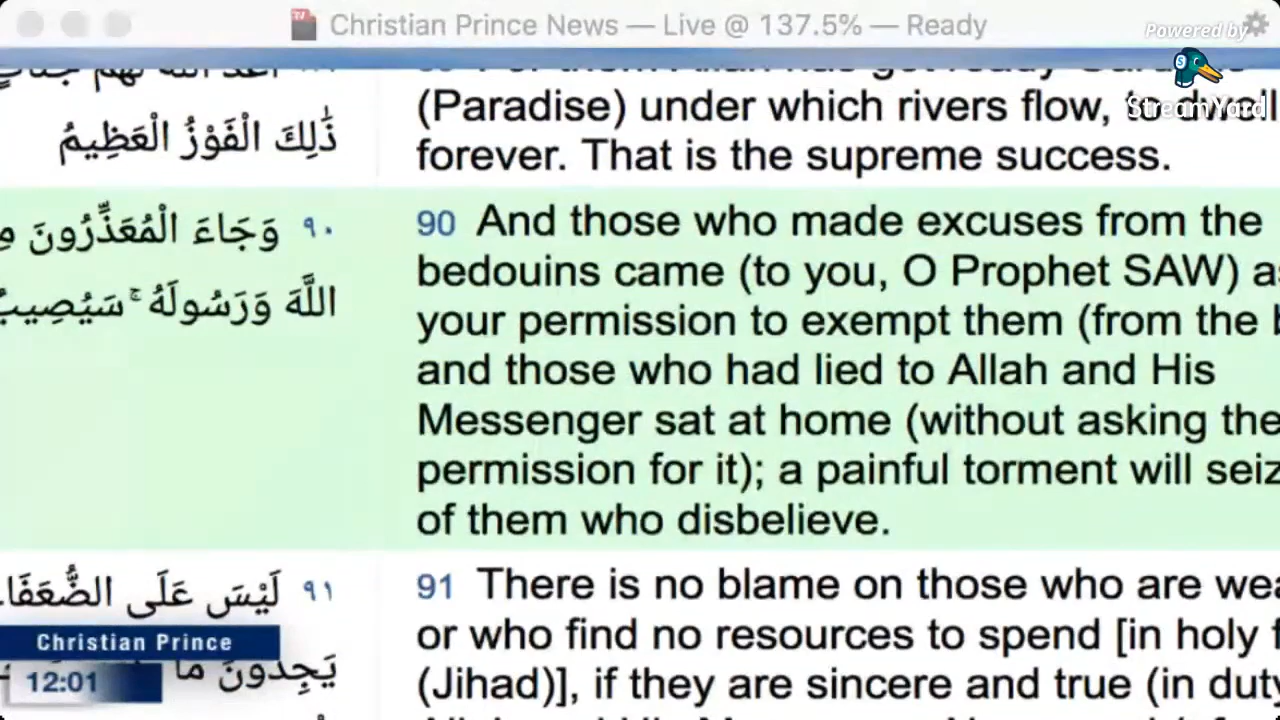 Christian Prince News — Live @ 137.5% — Ready
Powered by
StreamYard
(Paradise) under which rivers flow, to dwell
forever. That is the supreme success.
ذَٰلِكَ الْفَوْزُ الْعَظِيمُ
90 And those who made excuses from the
bedouins came (to you, O Prophet SAW)
your permission to exempt them (from the
and those who had lied to Allah and His
Messenger sat at home (without asking the
permission for it); a painful torment will
of them who disbelieve.
٩٠ وَجَاءَ الْمُعَذِّرُونَ
اللَّهَ وَرَسُولَهُ ۚ
91 There is no blame on those who are
or who find no resources to spend [in holy
(Jihad)], if they are sincere and true (in
٩١ لَيْسَ عَلَى
يَجِدُونَ مَا
Christian Prince
12:01